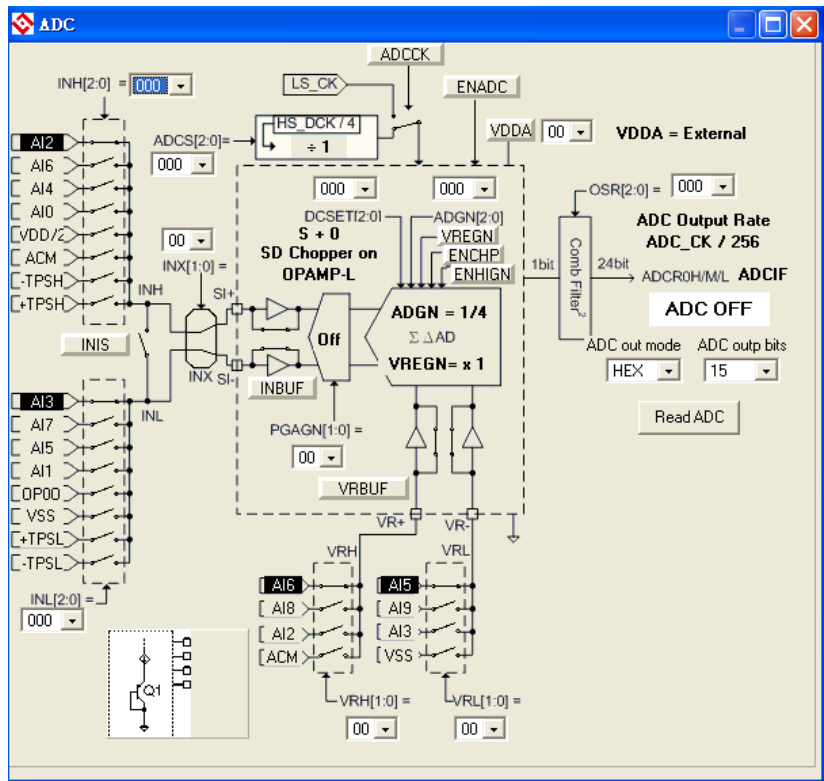 ADC
ADCCK
INH[2:0] = 000
LS_CK
ENADC
HS_DCK / 4
÷ 1
ADCS[2:0]=
000
VDDA 00 VDDA = External
AI2
AI6
AI4
AI0
VDD/2
ACM
-TPSH
+TPSH
000 000
DCSET[2:0] ADGN[2:0]
S + 0
SD Chopper on
OPAMP-L
VREGN
ENCHP
ENHIGN
OSR[2:0] = 000
ADC Output Rate
ADC_CK / 256
00
INX[1:0] =
INH
SI+
INX
SI-
INIS
INBUF
Off
ADGN = 1/4
Σ Δ AD
VREGN= x 1
1bit
Comb Filter²
24bit
ADCR0H/M/L ADCIF
ADC OFF
ADC out mode ADC outp bits
HEX 15
Read ADC
AI3
AI7
AI5
AI1
OPO0
VSS
+TPSL
-TPSL
INL
PGAGN[1:0] =
00
VRBUF
VR+ VR-
VRH VRL
INL[2:0] =
000
AI6
AI8
AI2
ACM
AI5
AI9
AI3
VSS
Q1
VRH[1:0] =
00
VRL[1:0] =
00